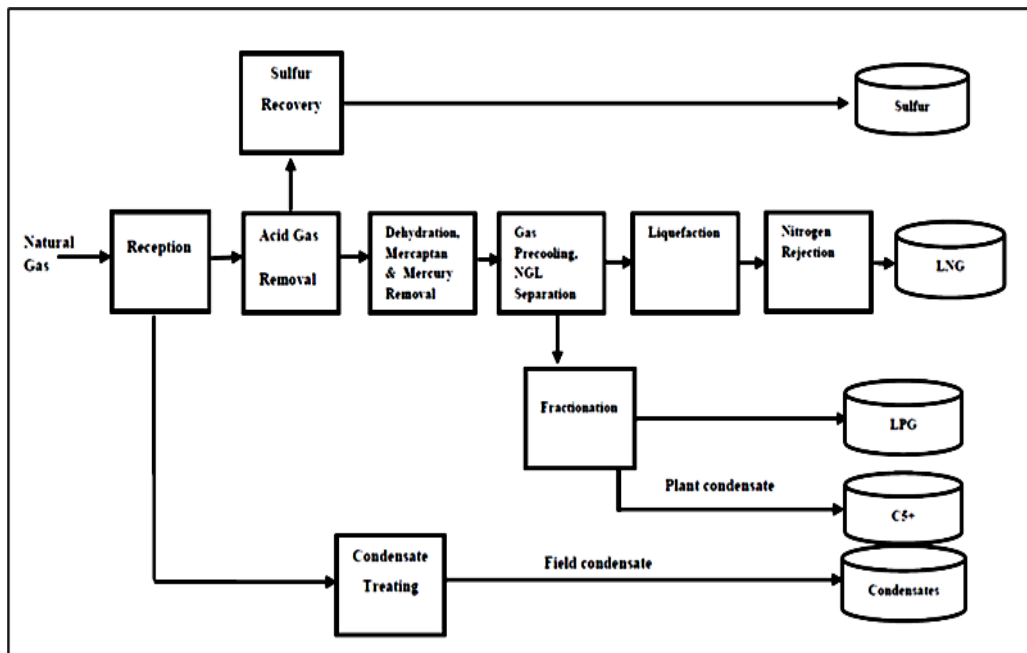 Sulfur
Recovery
Sulfur
Natural
Gas
Reception
Acid Gas
Removal
Dehydration,
Mercaptan
& Mercury
Removal
Gas
Precooling,
NGL
Separation
Liquefaction
Nitrogen
Rejection
LNG
Fractionation
LPG
Plant condensate
C5+
Condensate
Treating
Field condensate
Condensates